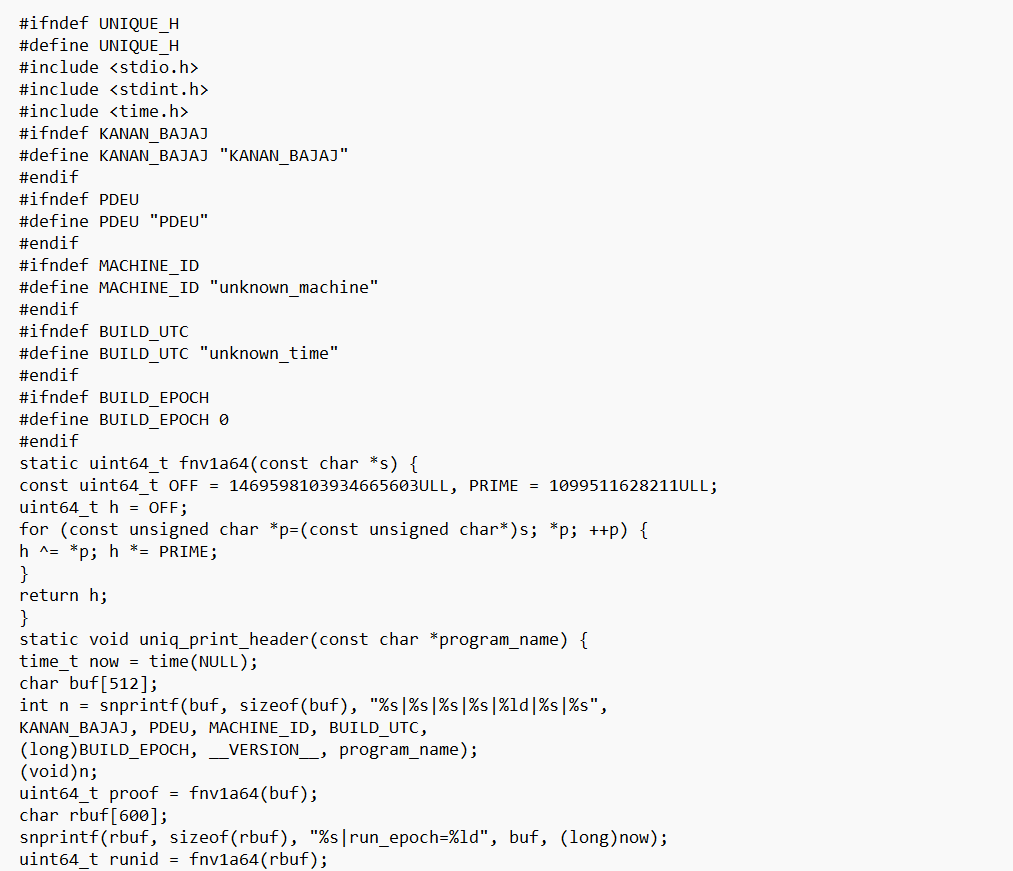 #ifndef UNIQUE_H
#define UNIQUE_H
#include <stdio.h>
#include <stdint.h>
#include <time.h>
#ifndef KANAN_BAJAJ
#define KANAN_BAJAJ "KANAN_BAJAJ"
#endif
#ifndef PDEU
#define PDEU "PDEU"
#endif
#ifndef MACHINE_ID
#define MACHINE_ID "unknown_machine"
#endif
#ifndef BUILD_UTC
#define BUILD_UTC "unknown_time"
#endif
#ifndef BUILD_EPOCH
#define BUILD_EPOCH 0
#endif
static uint64_t fnv1a64(const char *s) {
const uint64_t OFF = 1469598103934665603ULL, PRIME = 1099511628211ULL;
uint64_t h = OFF;
for (const unsigned char *p=(const unsigned char*)s; *p; ++p) {
h ^= *p; h *= PRIME;
}
return h;
}
static void uniq_print_header(const char *program_name) {
time_t now = time(NULL);
char buf[512];
int n = snprintf(buf, sizeof(buf), "%s|%s|%s|%s|%ld|%s|%s",
KANAN_BAJAJ, PDEU, MACHINE_ID, BUILD_UTC,
(long)BUILD_EPOCH, __VERSION__, program_name);
(void)n;
uint64_t proof = fnv1a64(buf);
char rbuf[600];
snprintf(rbuf, sizeof(rbuf), "%s|run_epoch=%ld", buf, (long)now);
uint64_t runid = fnv1a64(rbuf);